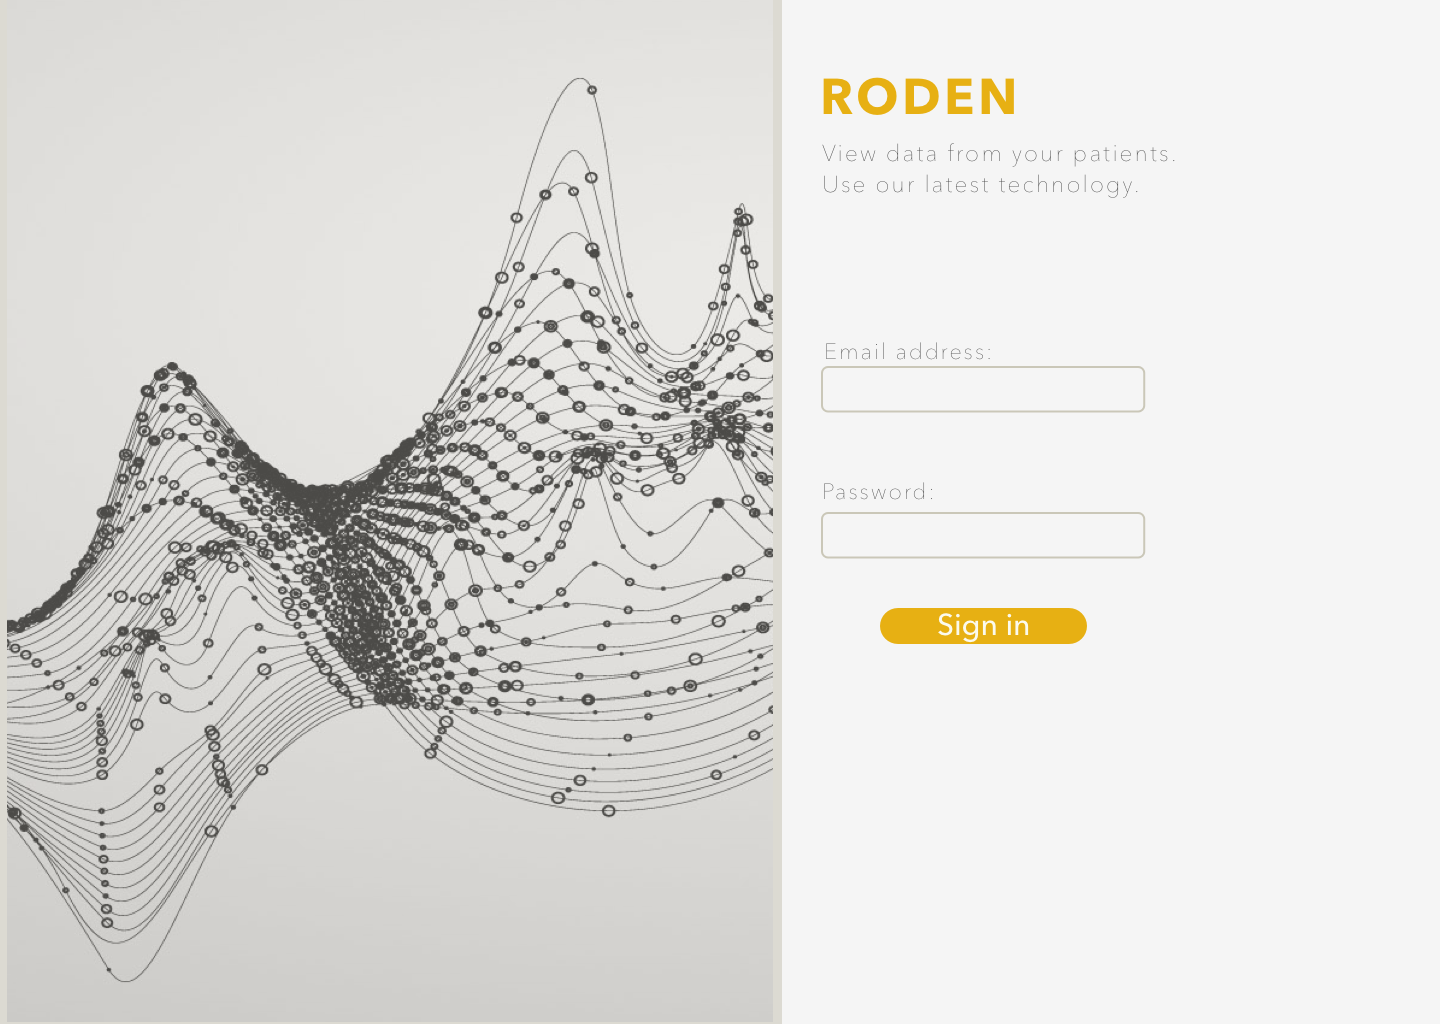 RODEN
View data from your patients.
Use our latest technology.
Email address:
Password:
Sign in